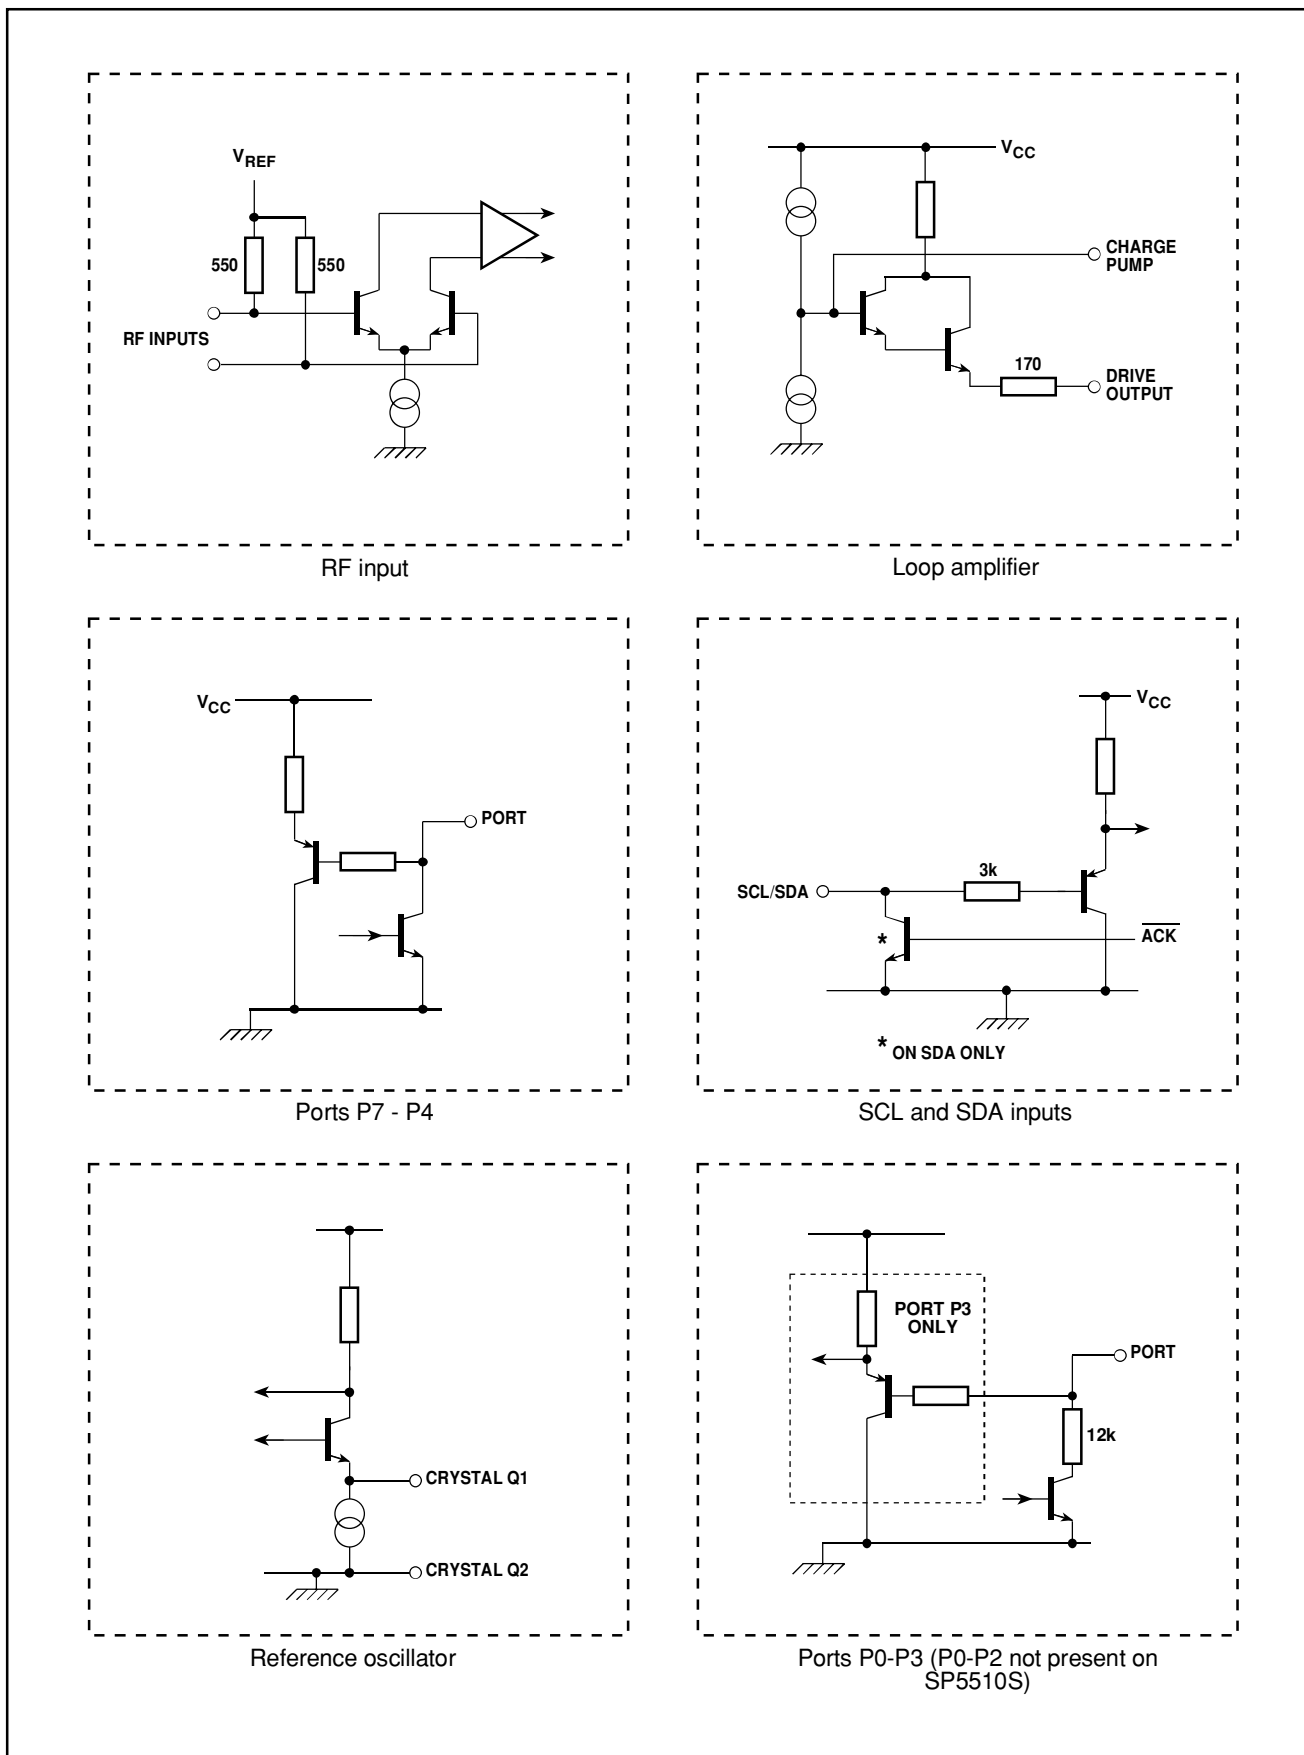 VREF
550
550
RF INPUTS
RF input
VCC
CHARGE
PUMP
170
DRIVE
OUTPUT
Loop amplifier
VCC
PORT
Ports P7 - P4
VCC
3k
SCL/SDA
*
ACK
* ON SDA ONLY
SCL and SDA inputs
CRYSTAL Q1
CRYSTAL Q2
Reference oscillator
PORT P3
ONLY
PORT
12k
Ports P0-P3 (P0-P2 not present on
SP5510S)